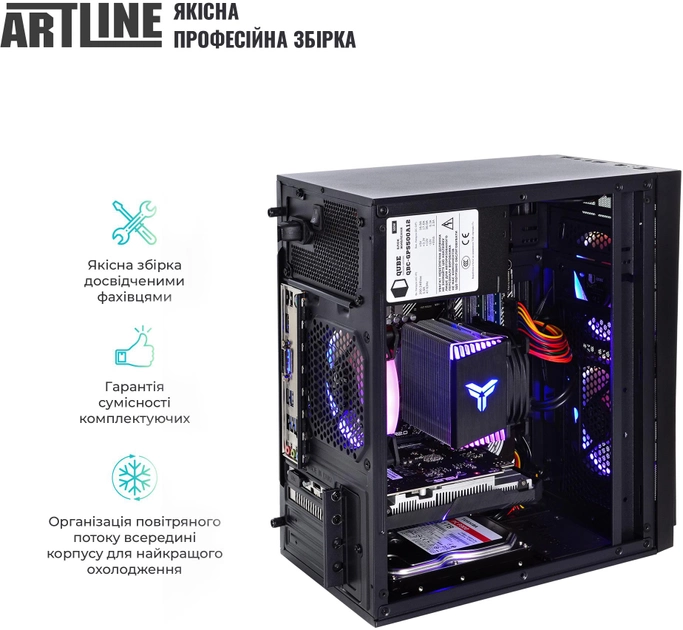 ARTLINE
ЯКІСНА
ПРОФЕСІЙНА ЗБІРКА
Якісна збірка
досвідченими
фахівцями
Гарантія
сумісності
комплектуючих
Організація повітряного
потоку всередині
корпусу для найкращого
охолодження
QUBE
QBC-GPS500A12
CE